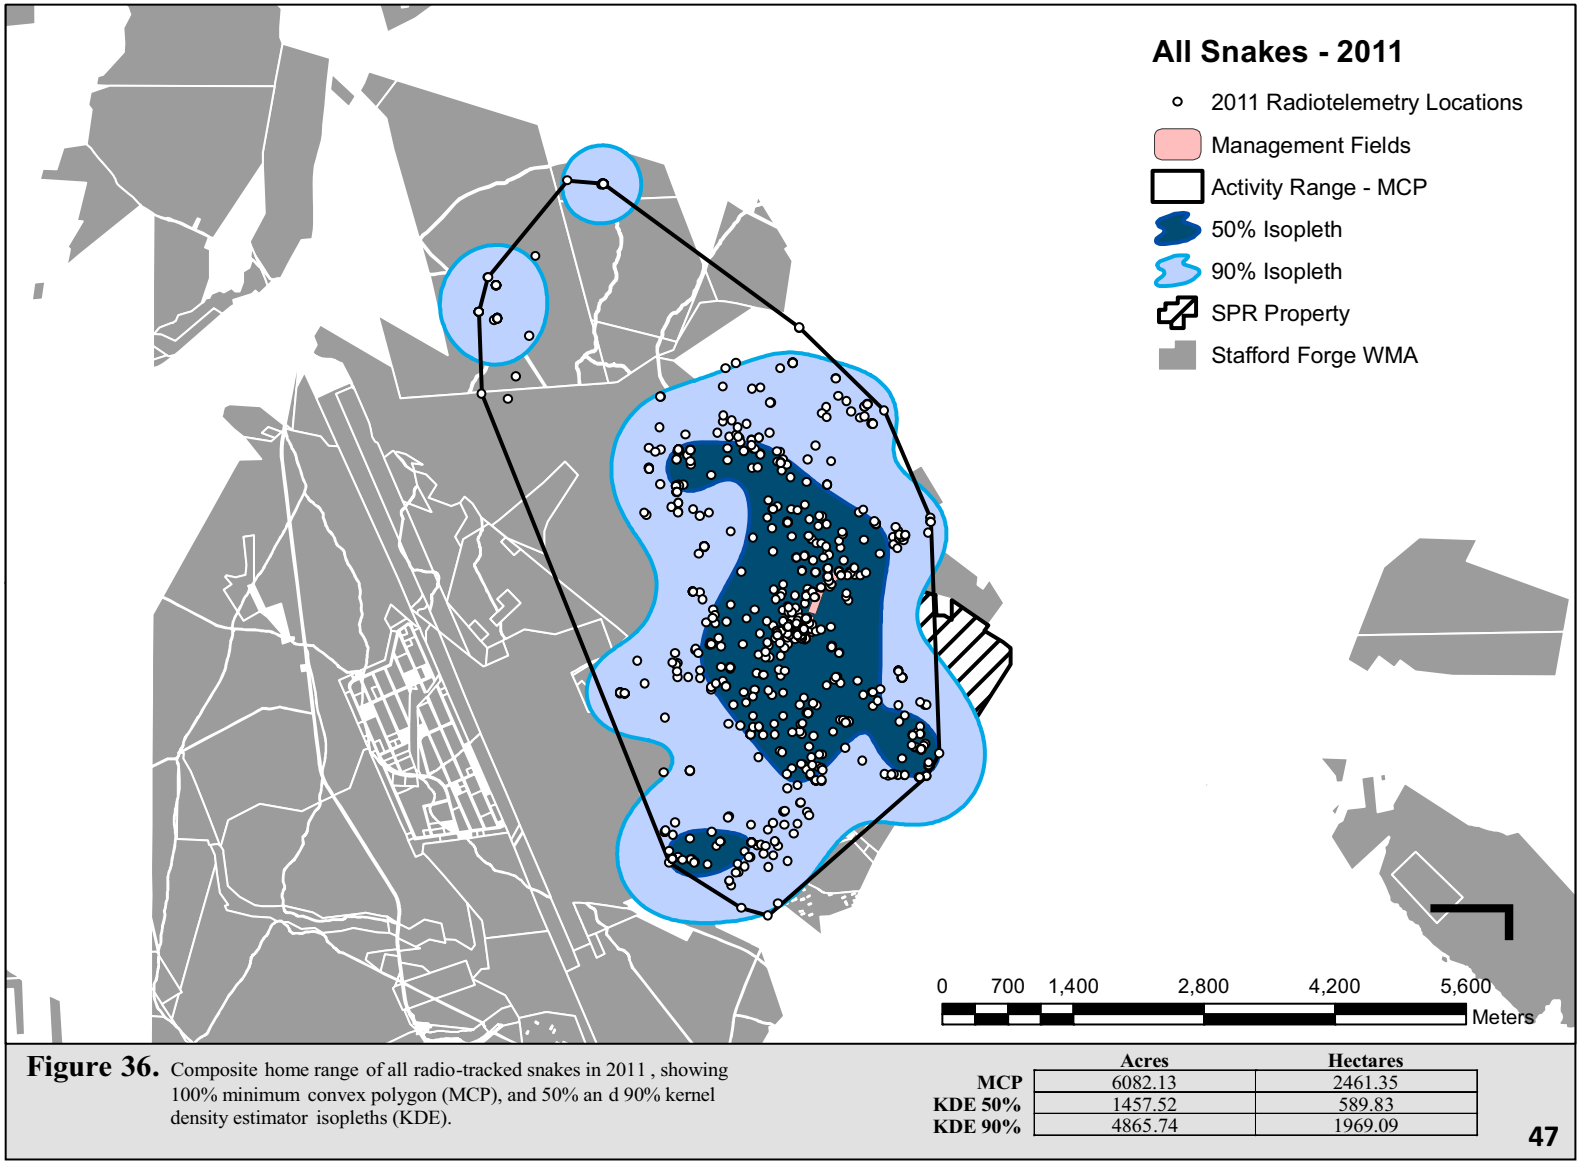 All Snakes - 2011
2011 Radiotelemetry Locations
Management Fields
Activity Range - MCP
50% Isopleth
90% Isopleth
SPR Property
Stafford Forge WMA
0 700 1,400 2,800 4,200 5,600
Meters
Figure 36. Composite home range of all radio-tracked snakes in 2011 , showing
100% minimum convex polygon (MCP), and 50% an d 90% kernel
density estimator isopleths (KDE).
Acres Hectares
MCP 6082.13 2461.35
KDE 50% 1457.52 589.83
KDE 90% 4865.74 1969.09
47